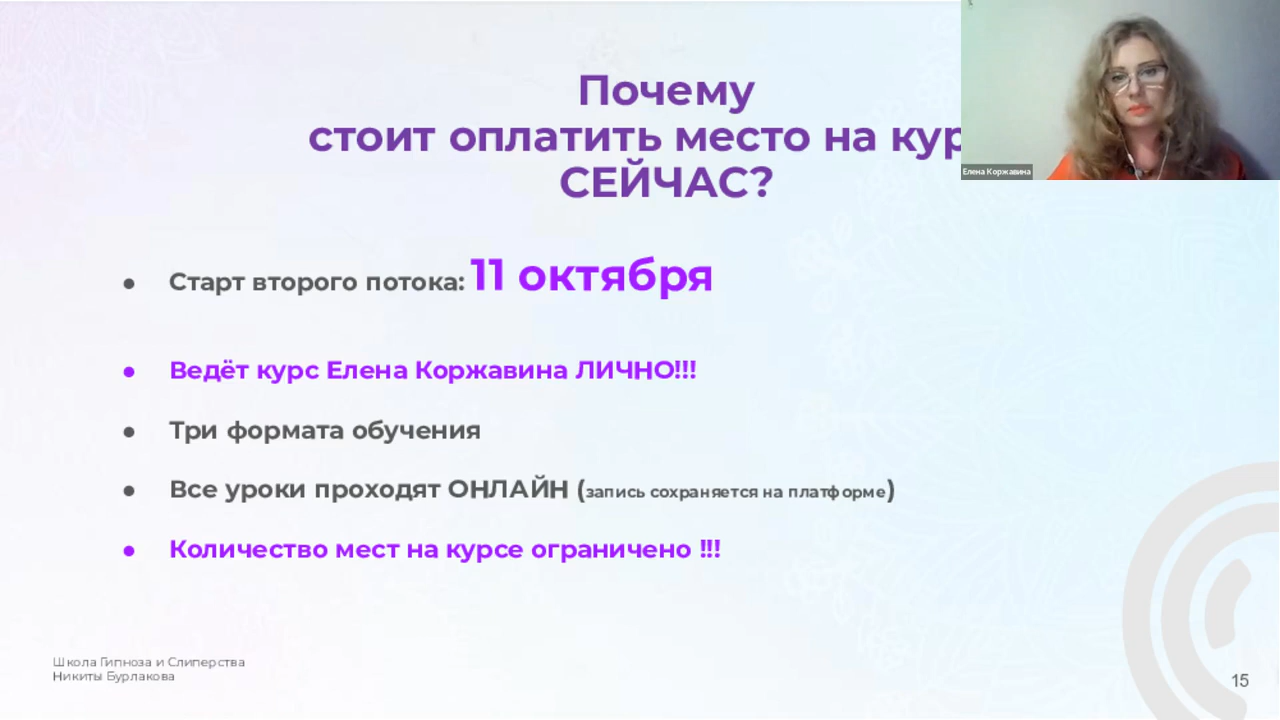 Почему
стоит оплатить место на кур
СЕЙЧАС?
Елена Коржавина
● Старт второго потока: 11 октября
● Ведёт курс Елена Коржавина ЛИЧНО!!!
● Три формата обучения
● Все уроки проходят ОНЛАЙН (запись сохраняется на платформе)
● Количество мест на курсе ограничено !!!
Школа Гипноза и Слиперства
Никиты Бурлакова
15